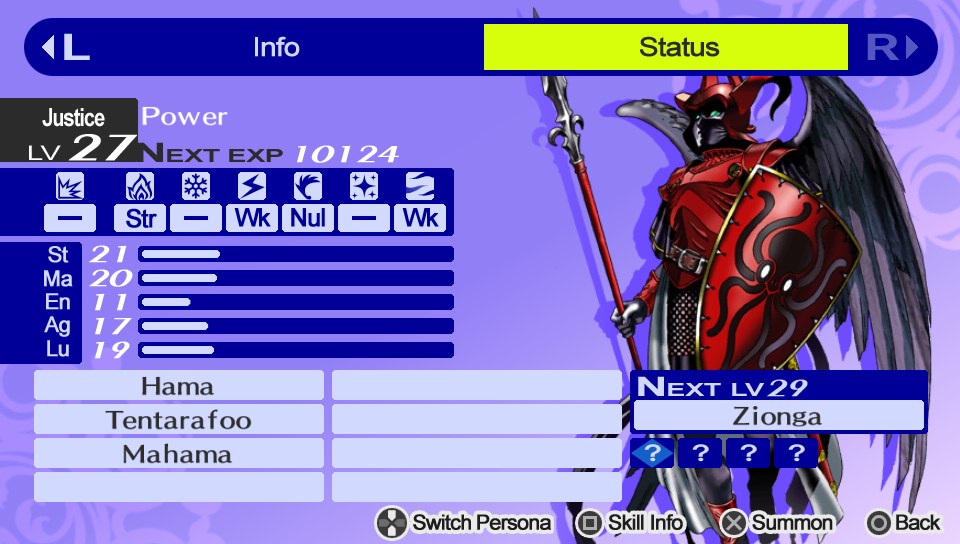 L Info Status R
Justice Power
LV 27 NEXT EXP 10124
— Str — Wk Nul — Wk
St 21
Ma 20
En 11
Ag 17
Lu 19
Hama
Tentarafoo
Mahama
NEXT LV 29
Zionga
? ? ? ?
Switch Persona Skill Info Summon Back